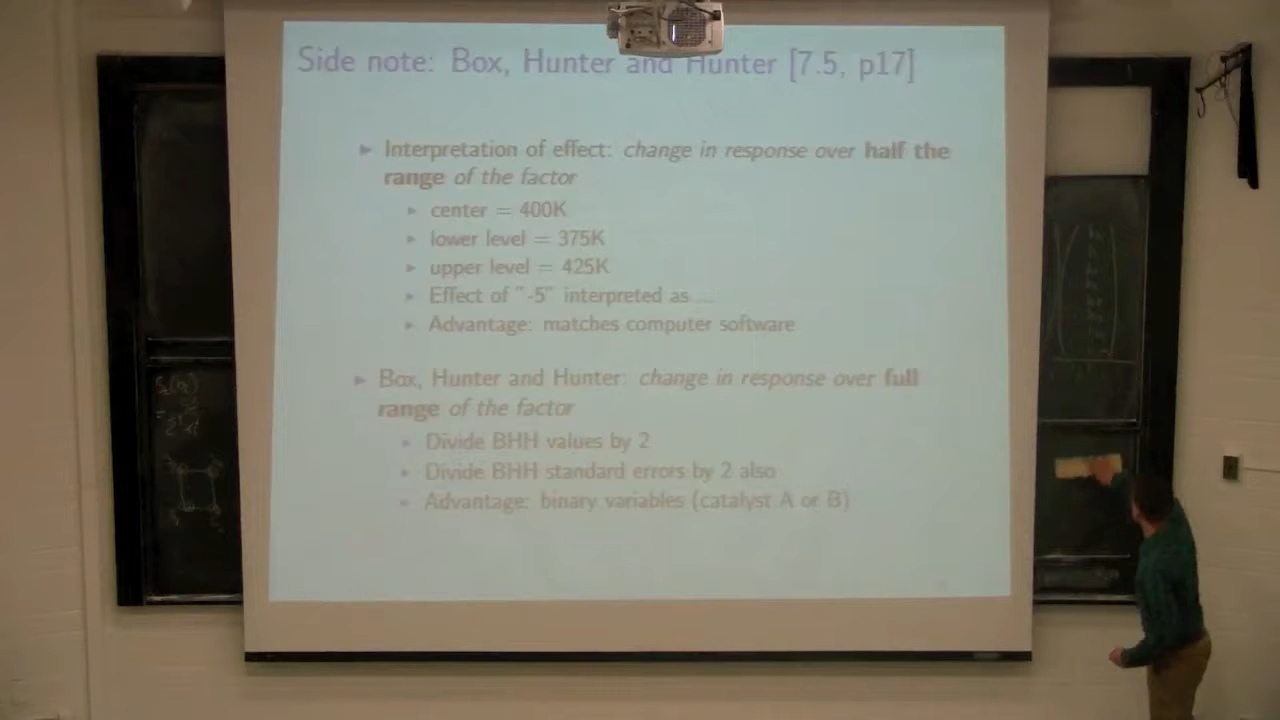 Side note: Box, Hunter and Hunter [7.5, p17]
► Interpretation of effect: change in response over half the
range of the factor
► center = 400K
► lower level = 375K
► upper level = 425K
► Effect of "-5" interpreted as ...
► Advantage: matches computer software
► Box, Hunter and Hunter: change in response over full
range of the factor
► Divide BHH values by 2
► Divide BHH standard errors by 2 also
► Advantage: binary variables (catalyst A or B)